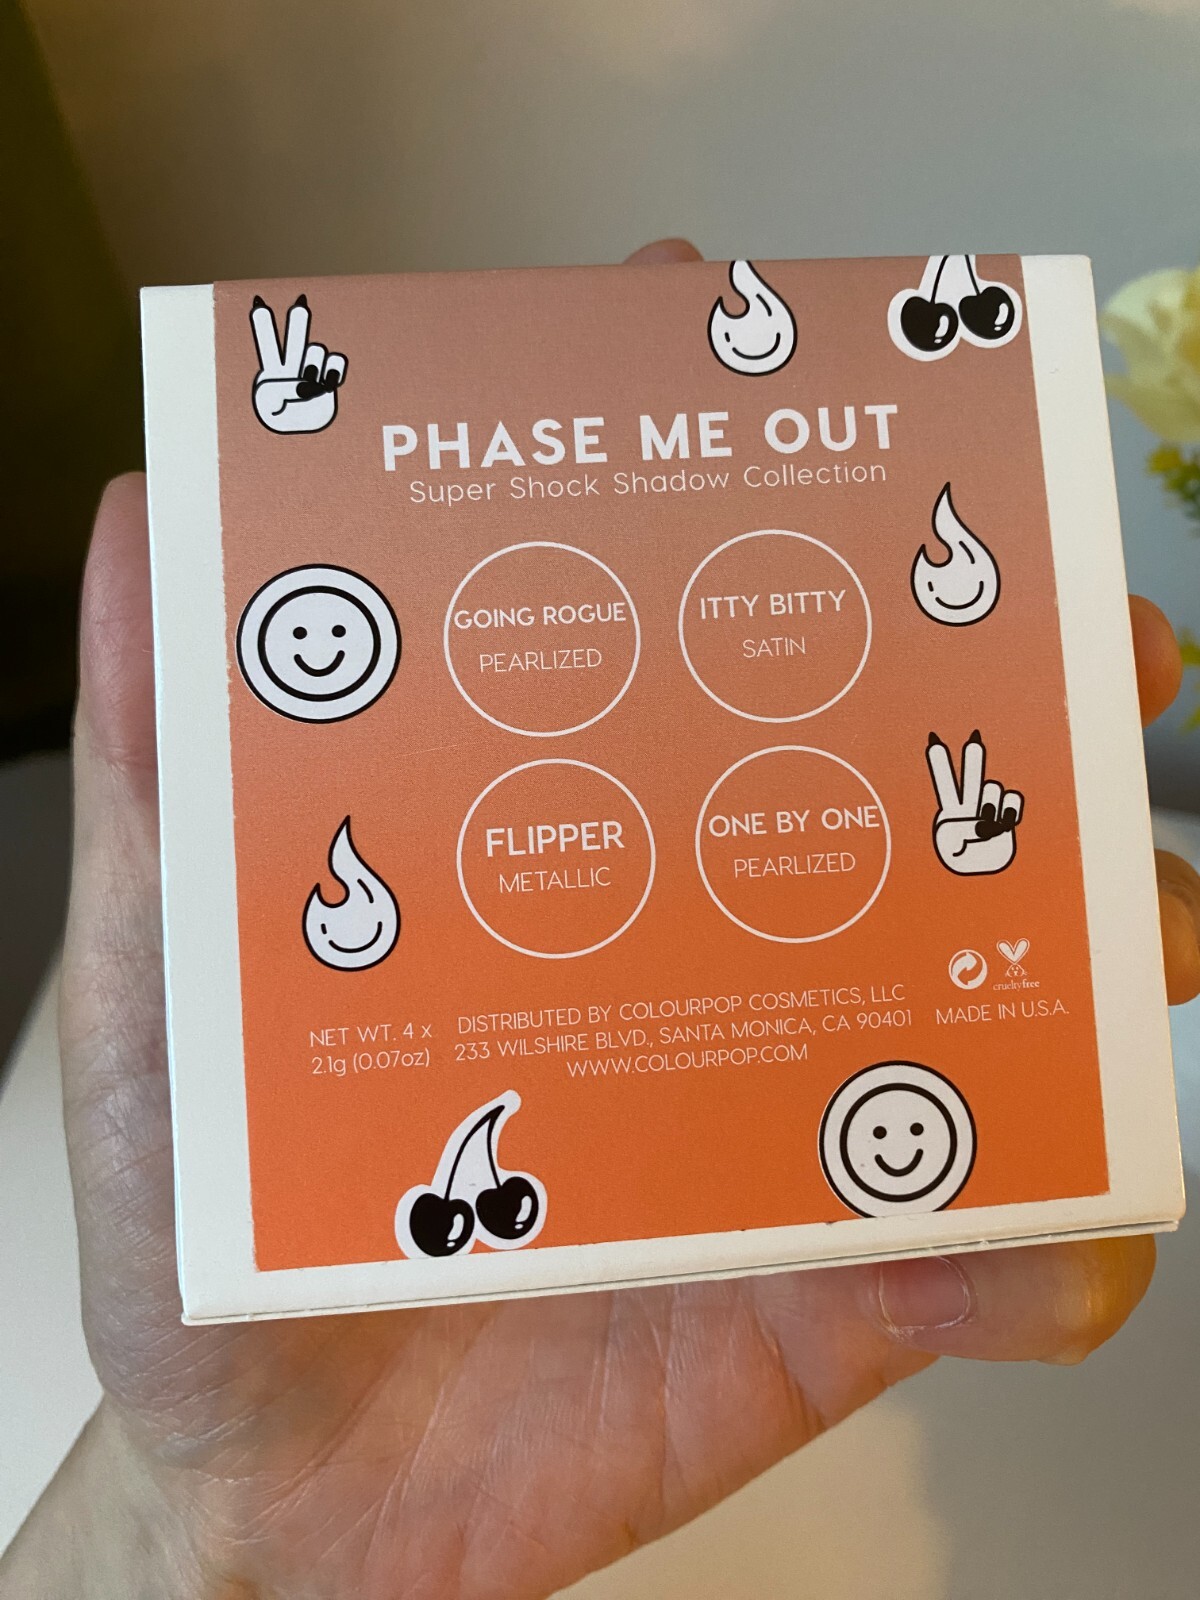 PHASE ME OUT
Super Shock Shadow Collection
GOING ROGUE
PEARLIZED
ITTY BITTY
SATIN
FLIPPER
METALLIC
ONE BY ONE
PEARLIZED
NET WT. 4 x
2.1g (0.07oz)
DISTRIBUTED BY COLOURPOP COSMETICS, LLC
233 WILSHIRE BLVD., SANTA MONICA, CA 90401
WWW.COLOURPOP.COM
crueltyfree
MADE IN U.S.A.